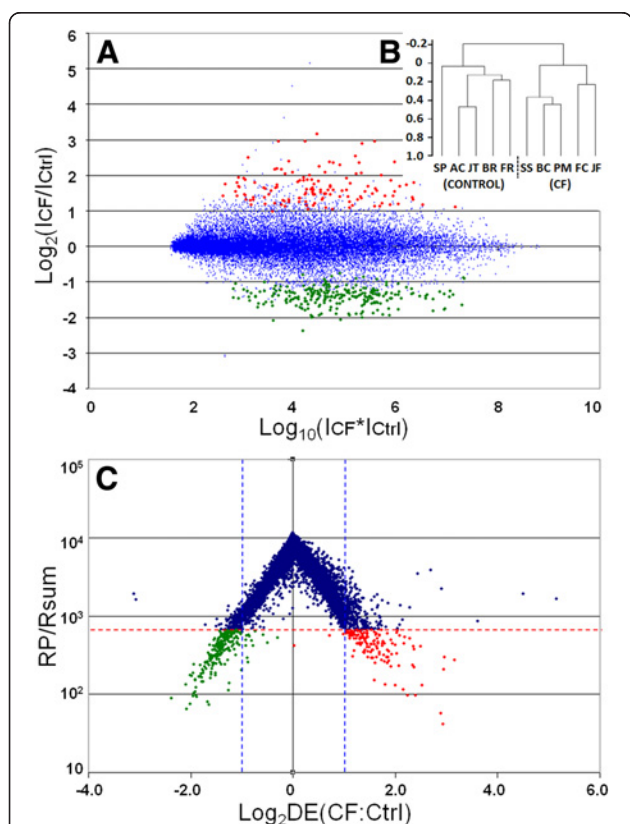 A
6
5
4
3
2
1
0
-1
-2
-3
-4
Log2(ICF/ICtrl)
0 2 4 6 8 10
Log10(ICF*ICtrl)
B
-0.2
0
0.2
0.4
0.6
0.8
1.0
SP AC JT BR FR SS BC PM FC JF
(CONTROL) (CF)
C
10^5
10^4
10^3
10^2
10
RP/Rsum
-4.0 -2.0 0 2.0 4.0 6.0
Log2DE(CF:Ctrl)